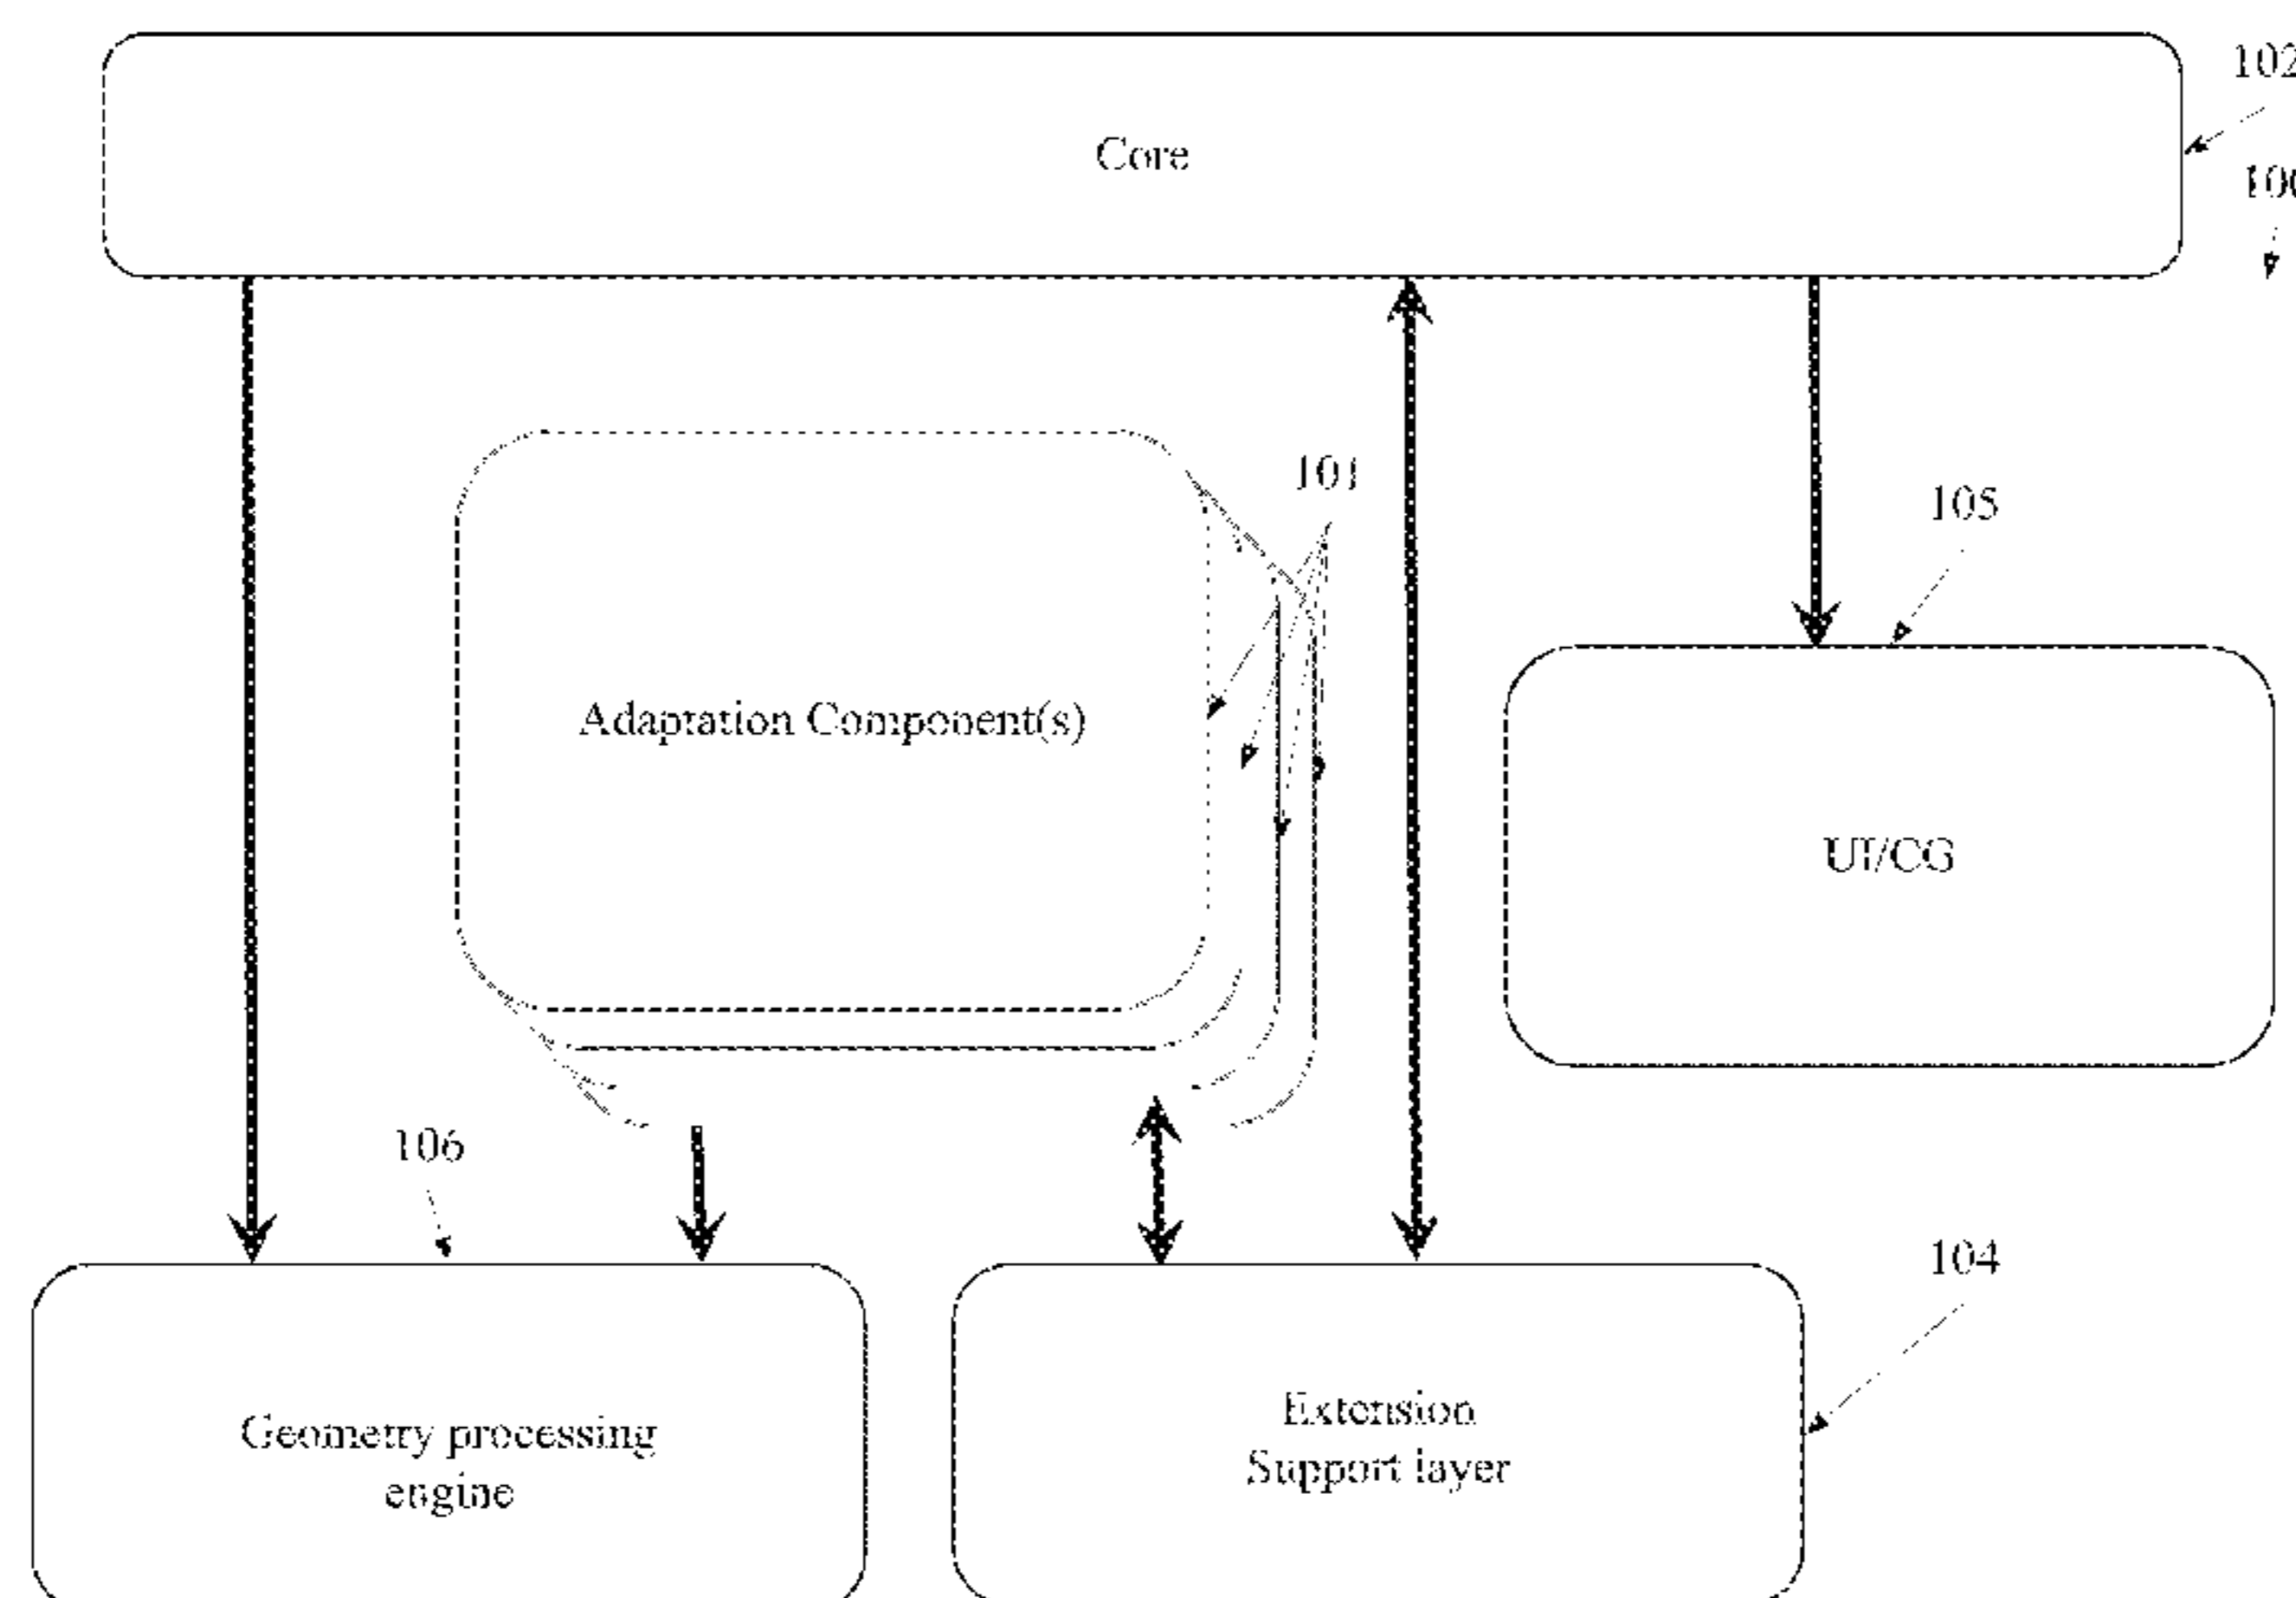 102
Core
100
101
105
Adaptation Component(s)
UI/CG
106
104
Geometry processing
engine
Extension
Support layer